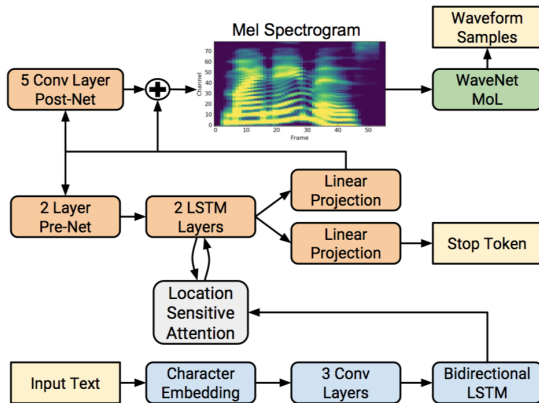 Mel Spectrogram
Waveform
Samples
5 Conv Layer
Post-Net
70
60
50
40
30
20
10
0
Channel
0
10
20
30
40
50
Frame
WaveNet
MoL
2 Layer
Pre-Net
2 LSTM
Layers
Linear
Projection
Linear
Projection
Stop Token
Location
Sensitive
Attention
Input Text
Character
Embedding
3 Conv
Layers
Bidirectional
LSTM